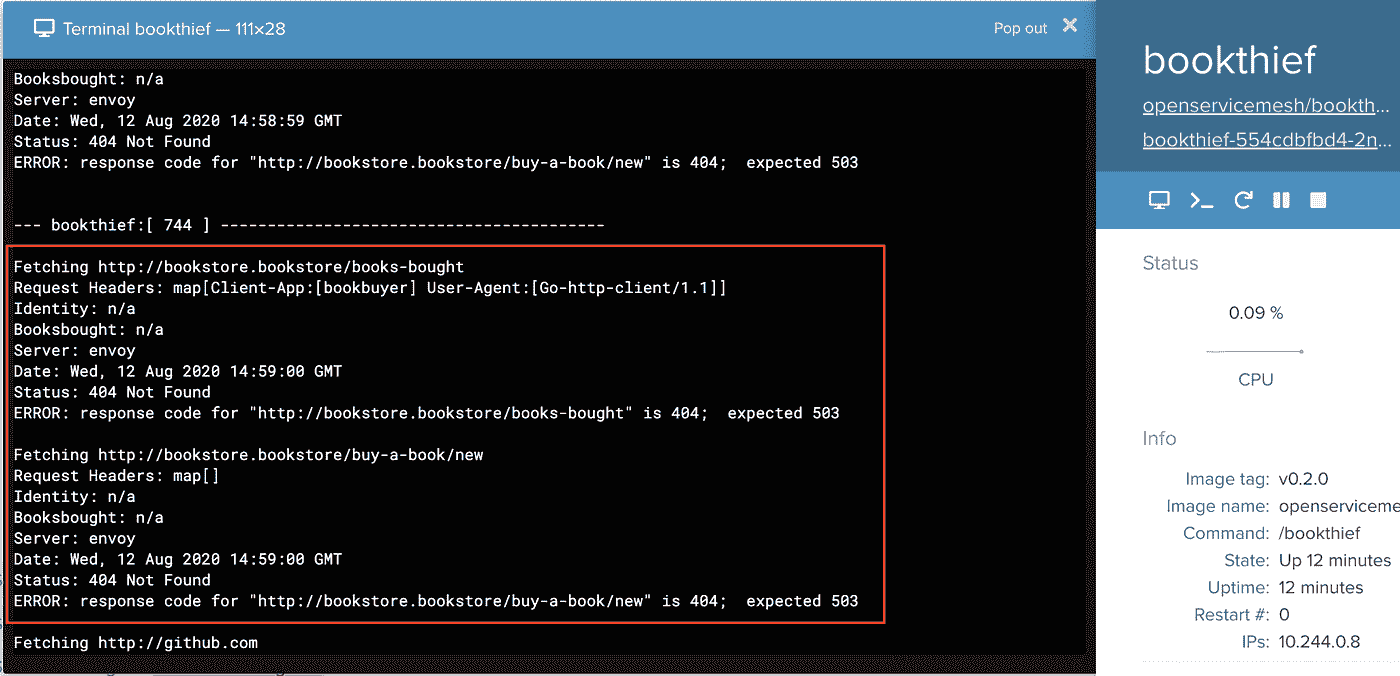 Terminal bookthief — 111×28
Pop out
Booksbought: n/a
Server: envoy
Date: Wed, 12 Aug 2020 14:58:59 GMT
Status: 404 Not Found
ERROR: response code for "http://bookstore.bookstore/buy-a-book/new" is 404;  expected 503
--- bookthief:[ 744 ] -----------------------------------------
Fetching http://bookstore.bookstore/books-bought
Request Headers: map[Client-App:[bookbuyer] User-Agent:[Go-http-client/1.1]]
Identity: n/a
Booksbought: n/a
Server: envoy
Date: Wed, 12 Aug 2020 14:59:00 GMT
Status: 404 Not Found
ERROR: response code for "http://bookstore.bookstore/books-bought" is 404;  expected 503
Fetching http://bookstore.bookstore/buy-a-book/new
Request Headers: map[]
Identity: n/a
Booksbought: n/a
Server: envoy
Date: Wed, 12 Aug 2020 14:59:00 GMT
Status: 404 Not Found
ERROR: response code for "http://bookstore.bookstore/buy-a-book/new" is 404;  expected 503
Fetching http://github.com
bookthief
openservicemesh/bookth...
bookthief-554cdbfbd4-2n...
Status
0.09 %
CPU
Info
Image tag: v0.2.0
Image name: openserviceme
Command: /bookthief
State: Up 12 minutes
Uptime: 12 minutes
Restart #: 0
IPs: 10.244.0.8